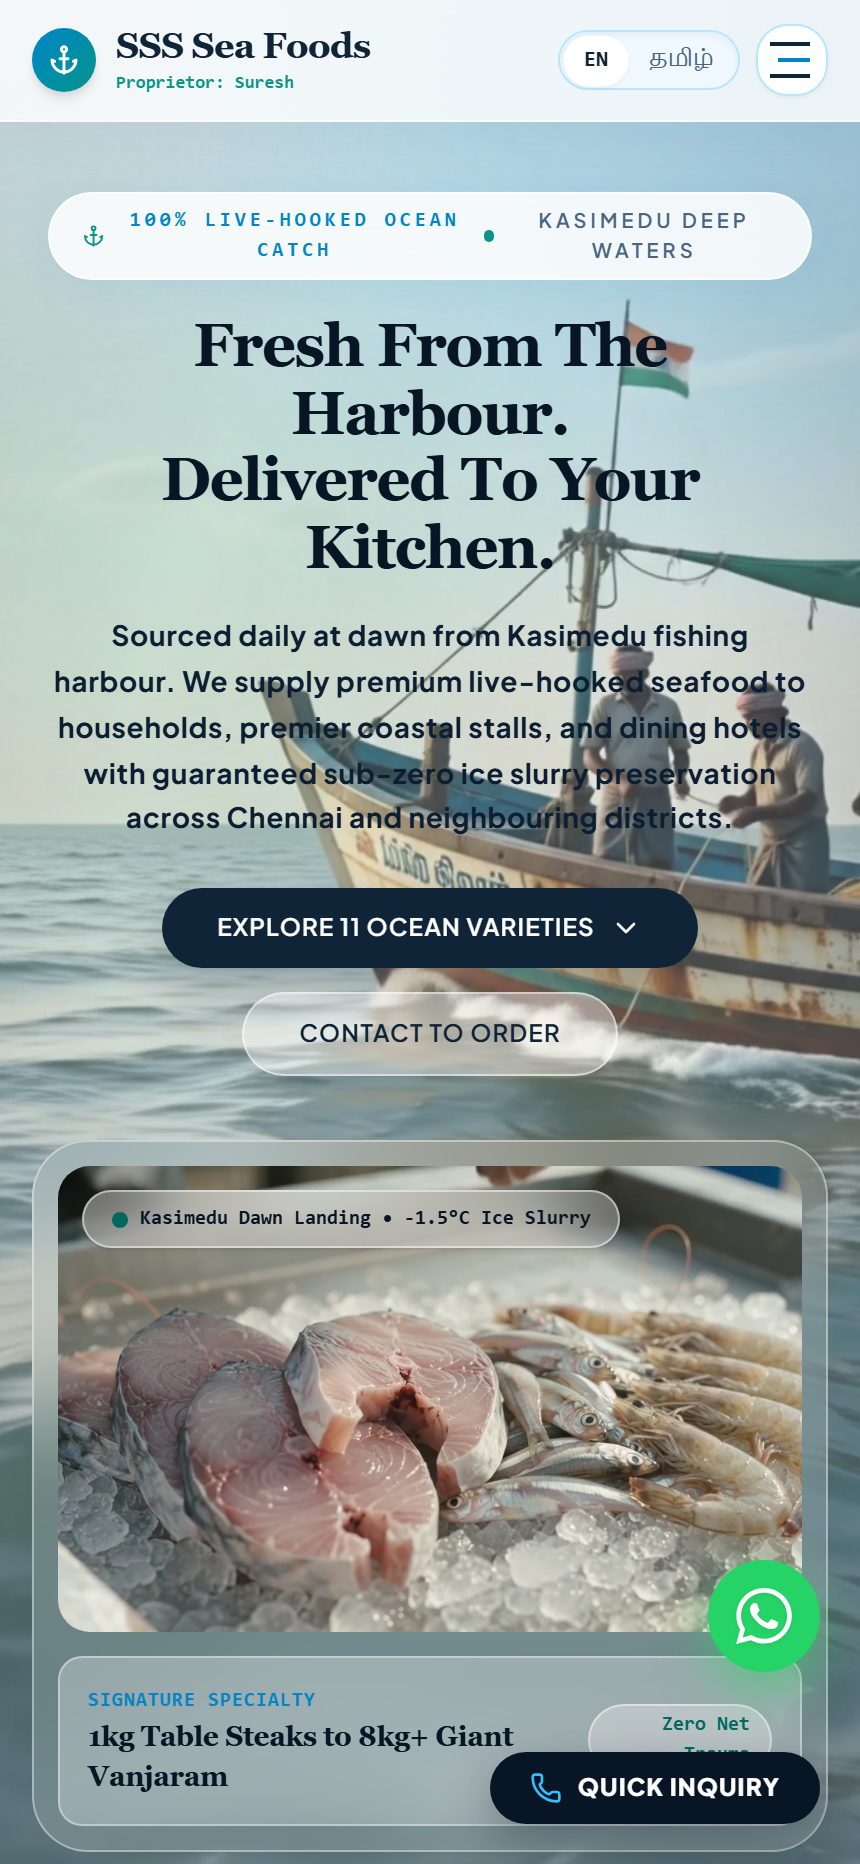 SSS Sea Foods
Proprietor: Suresh
EN
தமிழ்
100% LIVE-HOOKED OCEAN
CATCH
KASIMEDU DEEP
WATERS
Fresh From The
Harbour.
Delivered To Your
Kitchen.
Sourced daily at dawn from Kasimedu fishing
harbour. We supply premium live-hooked seafood to
households, premier coastal stalls, and dining hotels
with guaranteed sub-zero ice slurry preservation
across Chennai and neighbouring districts.
EXPLORE 11 OCEAN VARIETIES
CONTACT TO ORDER
Kasimedu Dawn Landing • -1.5°C Ice Slurry
SIGNATURE SPECIALTY
1kg Table Steaks to 8kg+ Giant
Vanjaram
Zero Net
QUICK INQUIRY